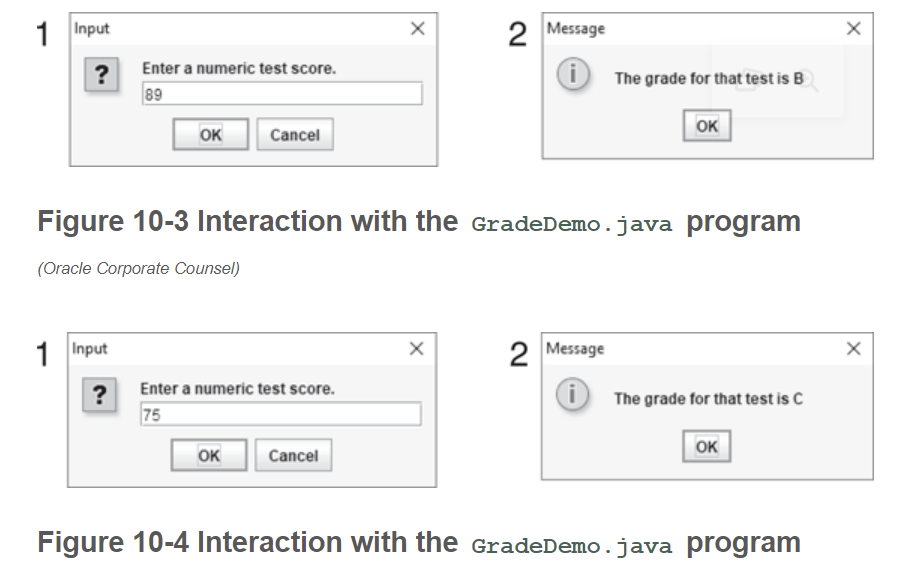 1
Input
Enter a numeric test score.
89
OK Cancel
2
Message
The grade for that test is B
OK
Figure 10-3 Interaction with the GradeDemo.java program
(Oracle Corporate Counsel)
1
Input
Enter a numeric test score.
75
OK Cancel
2
Message
The grade for that test is C
OK
Figure 10-4 Interaction with the GradeDemo.java program